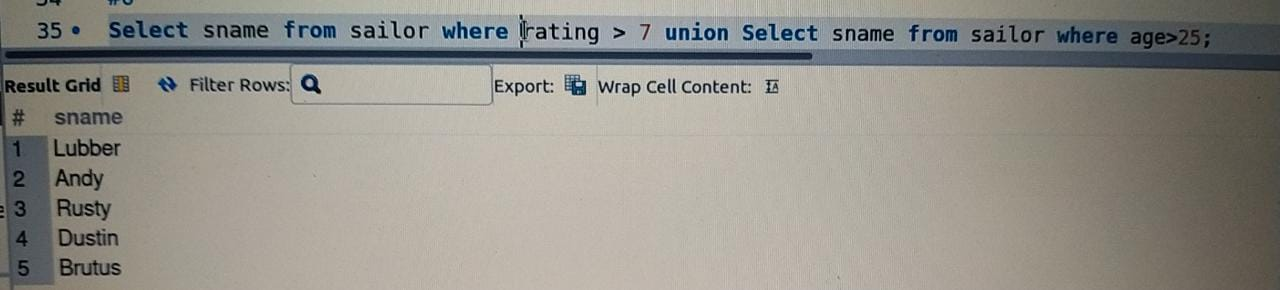 35 Select sname from sailor where rating > 7 union Select sname from sailor where age>25;
Result Grid Filter Rows: Export: Wrap Cell Content:
# sname
1 Lubber
2 Andy
3 Rusty
4 Dustin
5 Brutus